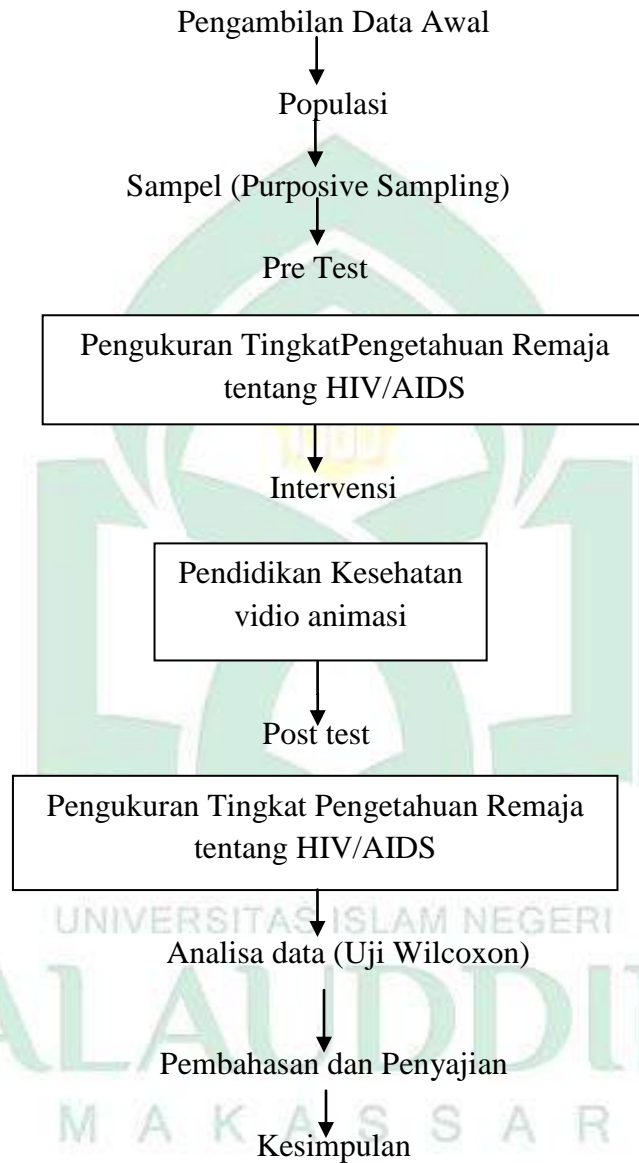 Pengambilan Data Awal
Populasi
Sampel (Purposive Sampling)
Pre Test
Pengukuran TingkatPengetahuan Remaja
tentang HIV/AIDS
Intervensi
Pendidikan Kesehatan
vidio animasi
Post test
Pengukuran Tingkat Pengetahuan Remaja
tentang HIV/AIDS
UNIVERSITAS ISLAM NEGERI
Analisa data (Uji Wilcoxon)
ALAUDDIN
Pembahasan dan Penyajian
MAKASSAR
Kesimpulan